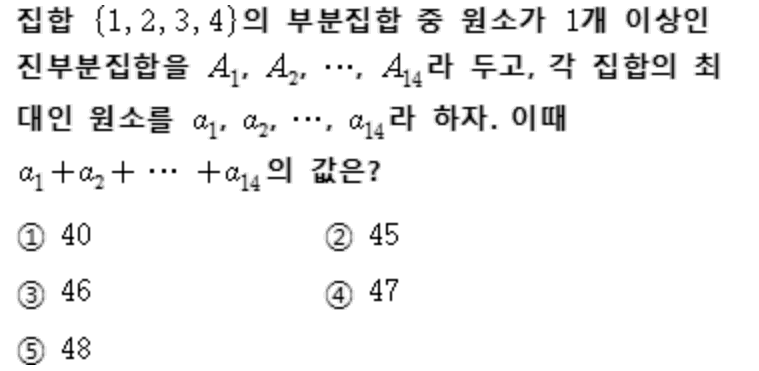 집합 {1, 2, 3, 4}의 부분집합 중 원소가 1개 이상인
진부분집합을 A₁, A₂, ⋯, A₁₄라 두고, 각 집합의 최
대인 원소를 a₁, a₂, ⋯, a₁₄라 하자. 이때
a₁+a₂+ ⋯ +a₁₄의 값은?
① 40 ② 45
③ 46 ④ 47
⑤ 48